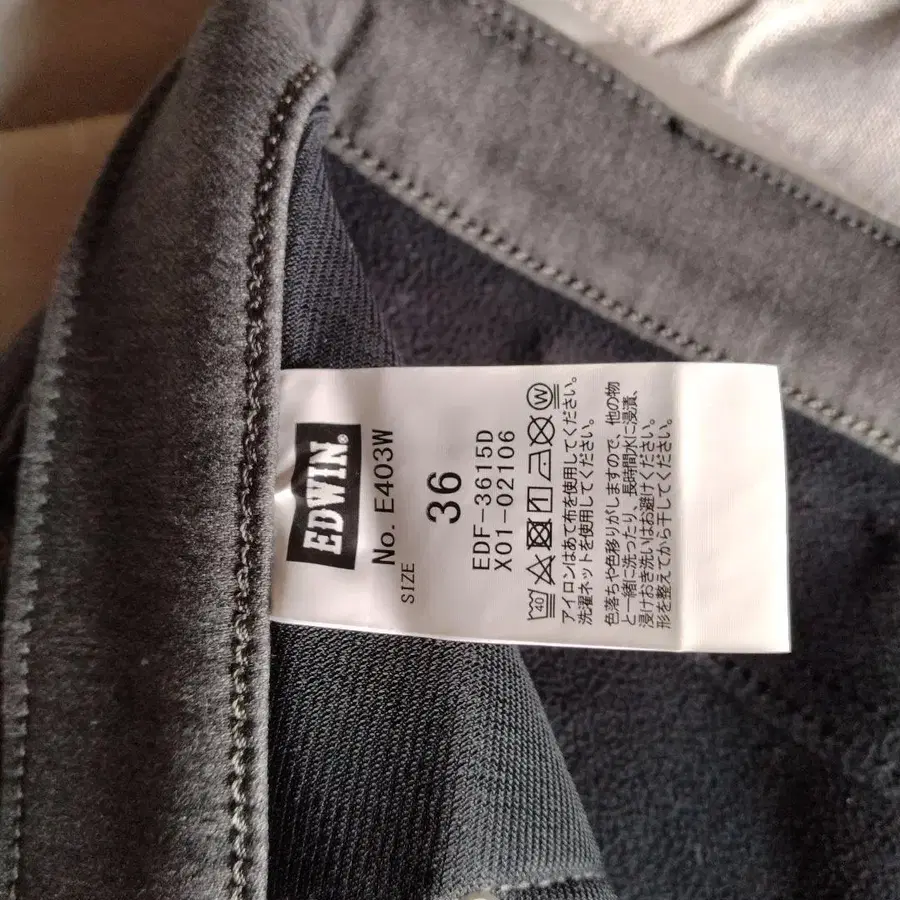 EDWIN®
No. E403W
SIZE
36
EDF-3615D
X01-02106
40
W
アイロンはあて布を使用してください。
洗濯ネットを使用してください。
色落ちや色移りがしますので、他の物
と一緒に洗ったり、長時間水に浸漬、
浸けおき洗いはお避けください。
形を整えてから干してください。